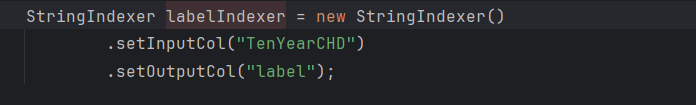 StringIndexer labelIndexer = new StringIndexer()
.setInputCol("TenYearCHD")
.setOutputCol("label");